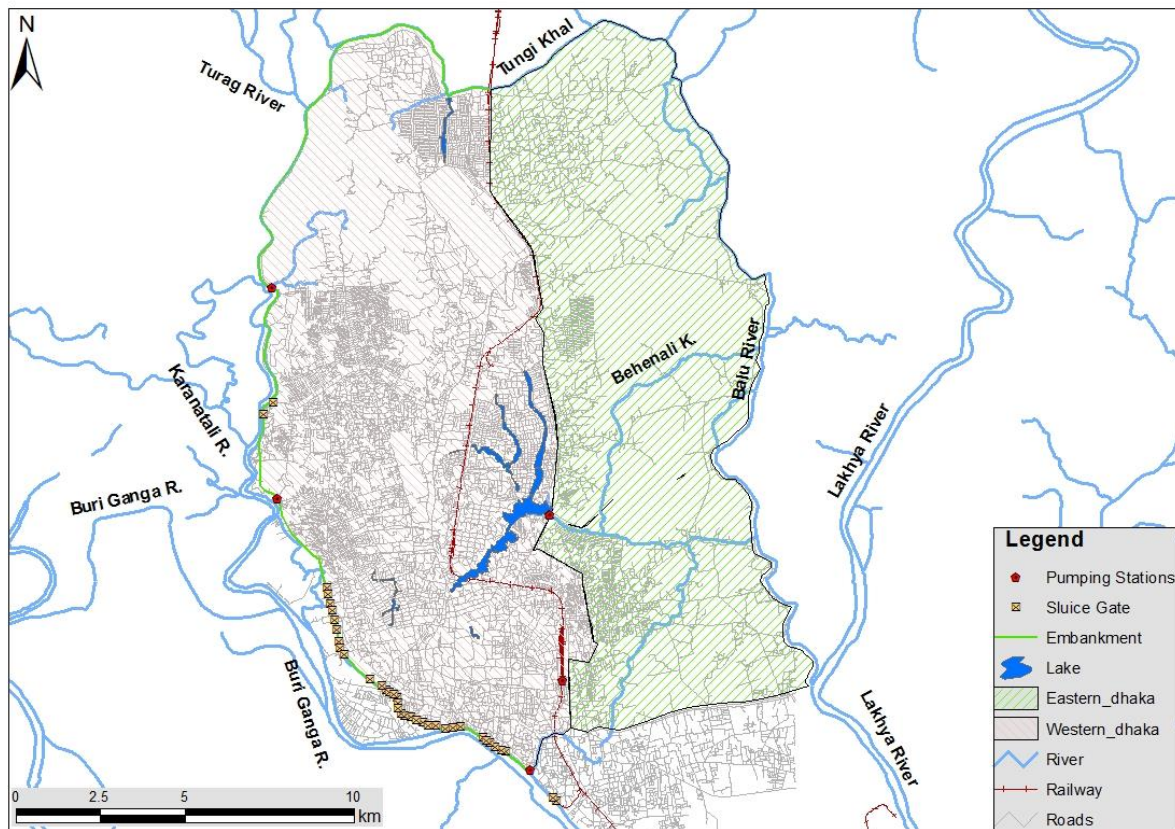 N
Turag River
Tungi Khal
Karanatali R.
Behenali K.
Balu River
Lakhya River
Buri Ganga R.
Buri Ganga R.
Lakhya River
Legend
Pumping Stations
Sluice Gate
Embankment
Lake
Eastern_dhaka
Western_dhaka
River
Railway
Roads
0 2.5 5 10
km